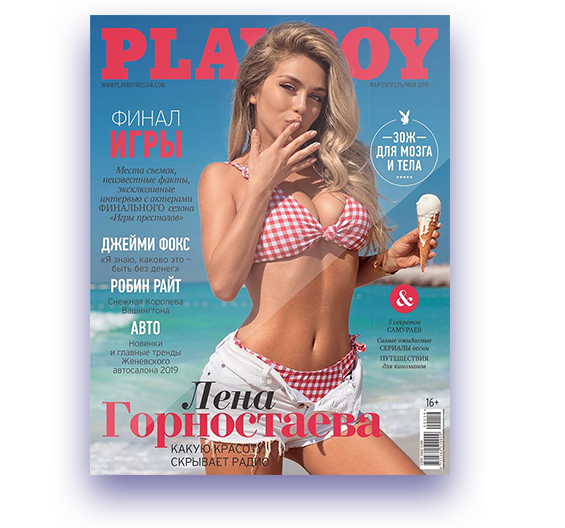 PLAYBOY
WWW.PLAYBOYRUSSIA.COM
МАРТ/АПРЕЛЬ/МАЙ 2019
ФИНАЛ
ИГРЫ
Места съемок,
неизвестные факты,
эксклюзивные
интервью с актерами
ФИНАЛЬНОГО сезона
«Игры престолов»
ДЖЕЙМИ ФОКС
«Я знаю, каково это –
быть без денег»
РОБИН РАЙТ
Снежная Королева
Вашингтона
АВТО
Новинки
и главные тренды
Женевского
автосалона 2019
—ЗОЖ—
ДЛЯ МОЗГА
И ТЕЛА
&
5 секретов
САМУРАЕВ
Самые ожидаемые
СЕРИАЛЫ весны
ПУТЕШЕСТВИЯ
для киноманов
Лена
Горностаева
КАКУЮ КРАСОТУ
СКРЫВАЕТ РАДИО
16+